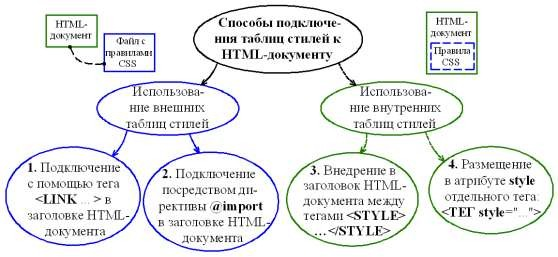 HTML-
документ
Файл с
правилами
CSS
Способы подключе-
ния таблиц стилей к
HTML-документу
HTML-
документ
Правила
CSS
Использова-
ние внешних
таблиц стилей
Использова-
ние внутренних
таблиц стилей
1. Подключение
с помощью тега
<LINK ... > в
заголовке HTML-
документа
2. Подключение
посредством ди-
рективы @import
в заголовке HTML-
документа
3. Внедрение в
заголовок HTML-
документа между
тегами <STYLE>
…</STYLE>
4. Размещение
в атрибуте style
отдельного тега:
<ТЕГ style="...">